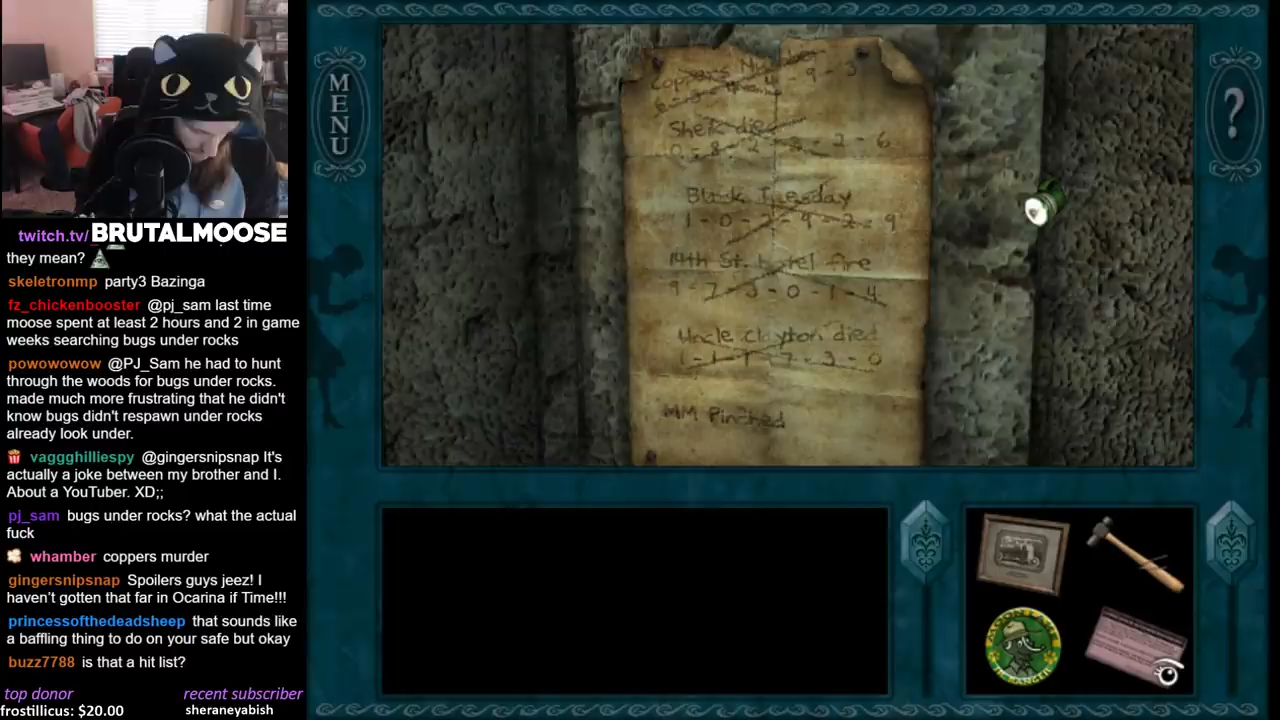 MENU
?
Coppers
4 - 9 - 3
Sheik died
0 - 8 - 2 - 3 - 2 - 6
Black Tuesday
1 - 0 - 2 - 9 - 2 - 9
14th St. Hotel fire
9 - 2 - 3 - 0 - 1 - 4
Uncle Clayton died
1 - 1 - 1 - 7 - 3 - 0
MM Pinched
twitch.tv/BRUTALMOOSE
they mean?
skeletronmp party3 Bazinga
fz_chickenbooster @pj_sam last time
moose spent at least 2 hours and 2 in game
weeks searching bugs under rocks
powowowow @PJ_Sam he had to hunt
through the woods for bugs under rocks.
made much more frustrating that he didn't
know bugs didn't respawn under rocks
already look under.
vaggghilliespy @gingersnipsnap It's
actually a joke between my brother and I.
About a YouTuber. XD;;
pj_sam bugs under rocks? what the actual
fuck
whamber coppers murder
gingersnipsnap Spoilers guys jeez! I
haven't gotten that far in Ocarina if Time!!!
princessofthedeadsheep that sounds like
a baffling thing to do on your safe but okay
buzz7788 is that a hit list?
top donor
frostillicus: $20.00
recent subscriber
sheraneyabish
MOON LAKE
JR RANGER